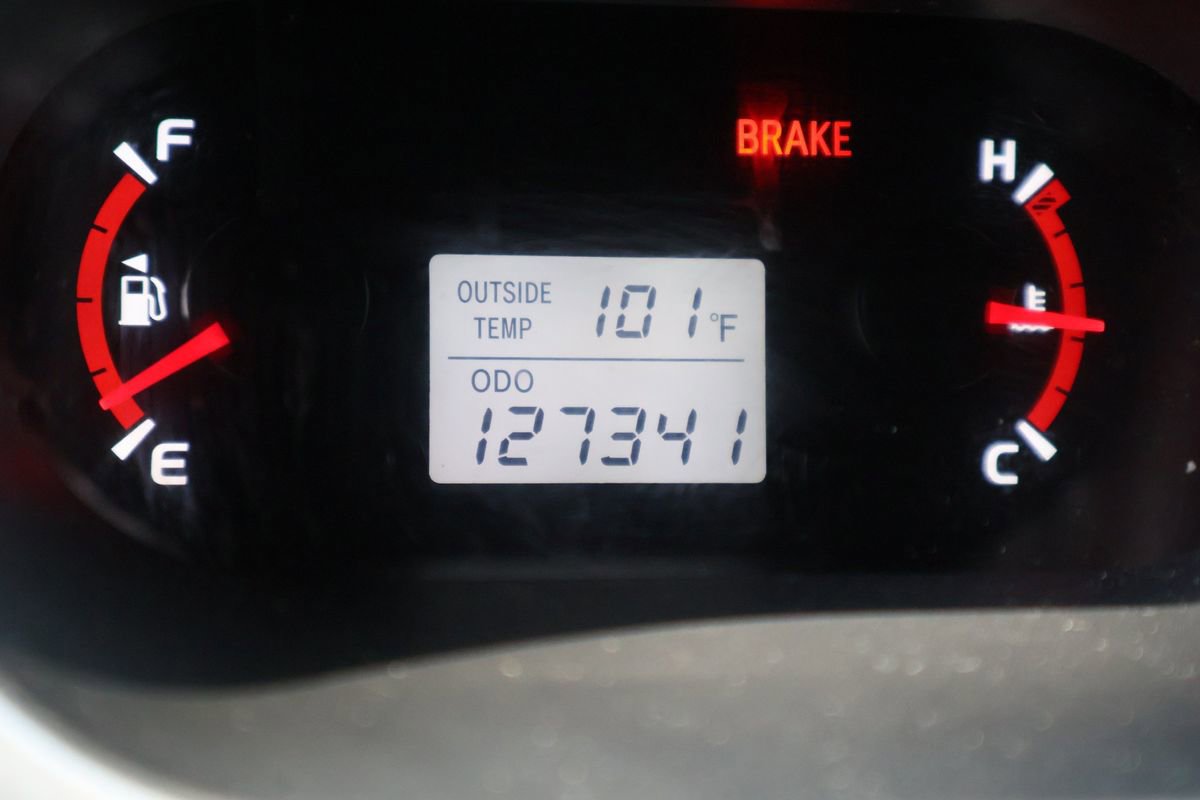 F
BRAKE
H
OUTSIDE
TEMP 101°F
ODO
127341
E
C